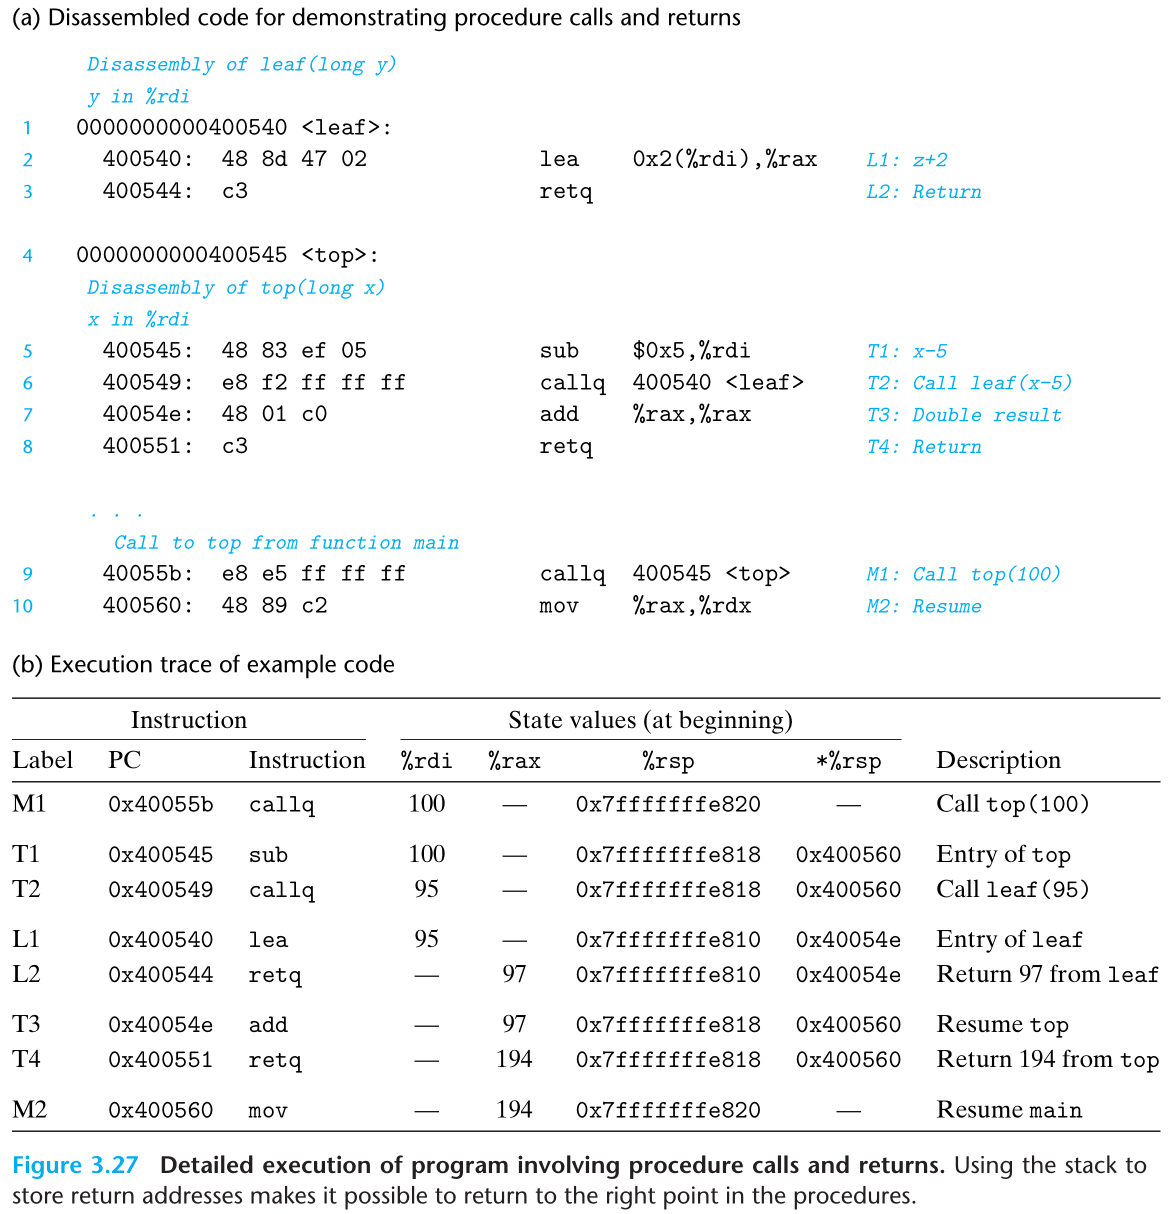 (a) Disassembled code for demonstrating procedure calls and returns
Disassembly of leaf(long y)
y in %rdi
1 0000000000400540 <leaf>:
2 400540: 48 8d 47 02 lea 0x2(%rdi),%rax L1: z+2
3 400544: c3 retq L2: Return
4 0000000000400545 <top>:
Disassembly of top(long x)
x in %rdi
5 400545: 48 83 ef 05 sub $0x5,%rdi T1: x-5
6 400549: e8 f2 ff ff ff callq 400540 <leaf> T2: Call leaf(x-5)
7 40054e: 48 01 c0 add %rax,%rax T3: Double result
8 400551: c3 retq T4: Return
. . .
Call to top from function main
9 40055b: e8 e5 ff ff ff callq 400545 <top> M1: Call top(100)
10 400560: 48 89 c2 mov %rax,%rdx M2: Resume
(b) Execution trace of example code
Instruction State values (at beginning)
Label PC Instruction %rdi %rax %rsp *%rsp Description
M1 0x40055b callq 100 — 0x7fffffffe820 — Call top(100)
T1 0x400545 sub 100 — 0x7fffffffe818 0x400560 Entry of top
T2 0x400549 callq 95 — 0x7fffffffe818 0x400560 Call leaf(95)
L1 0x400540 lea 95 — 0x7fffffffe810 0x40054e Entry of leaf
L2 0x400544 retq — 97 0x7fffffffe810 0x40054e Return 97 from leaf
T3 0x40054e add — 97 0x7fffffffe818 0x400560 Resume top
T4 0x400551 retq — 194 0x7fffffffe818 0x400560 Return 194 from top
M2 0x400560 mov — 194 0x7fffffffe820 — Resume main
Figure 3.27 Detailed execution of program involving procedure calls and returns. Using the stack to
store return addresses makes it possible to return to the right point in the procedures.